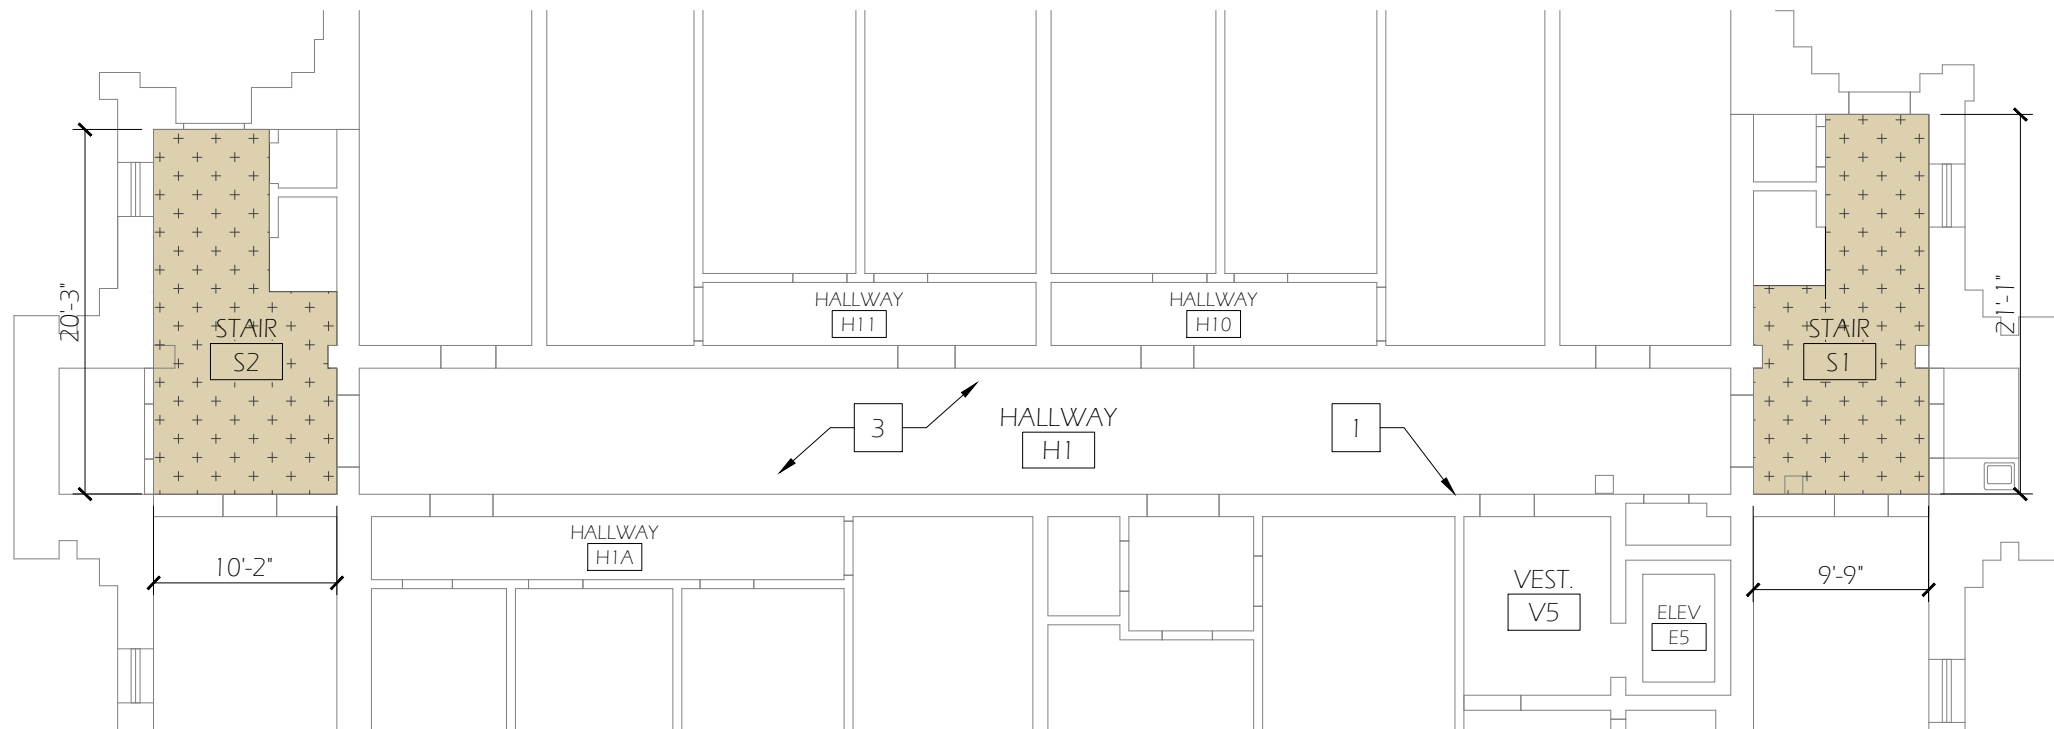 HALLWAY
H11
HALLWAY
H10
20'-3"
STAIR
S2
STAIR
S1
21'-1"
3
HALLWAY
H1
1
HALLWAY
H1A
10'-2"
VEST.
V5
ELEV
E5
9'-9"